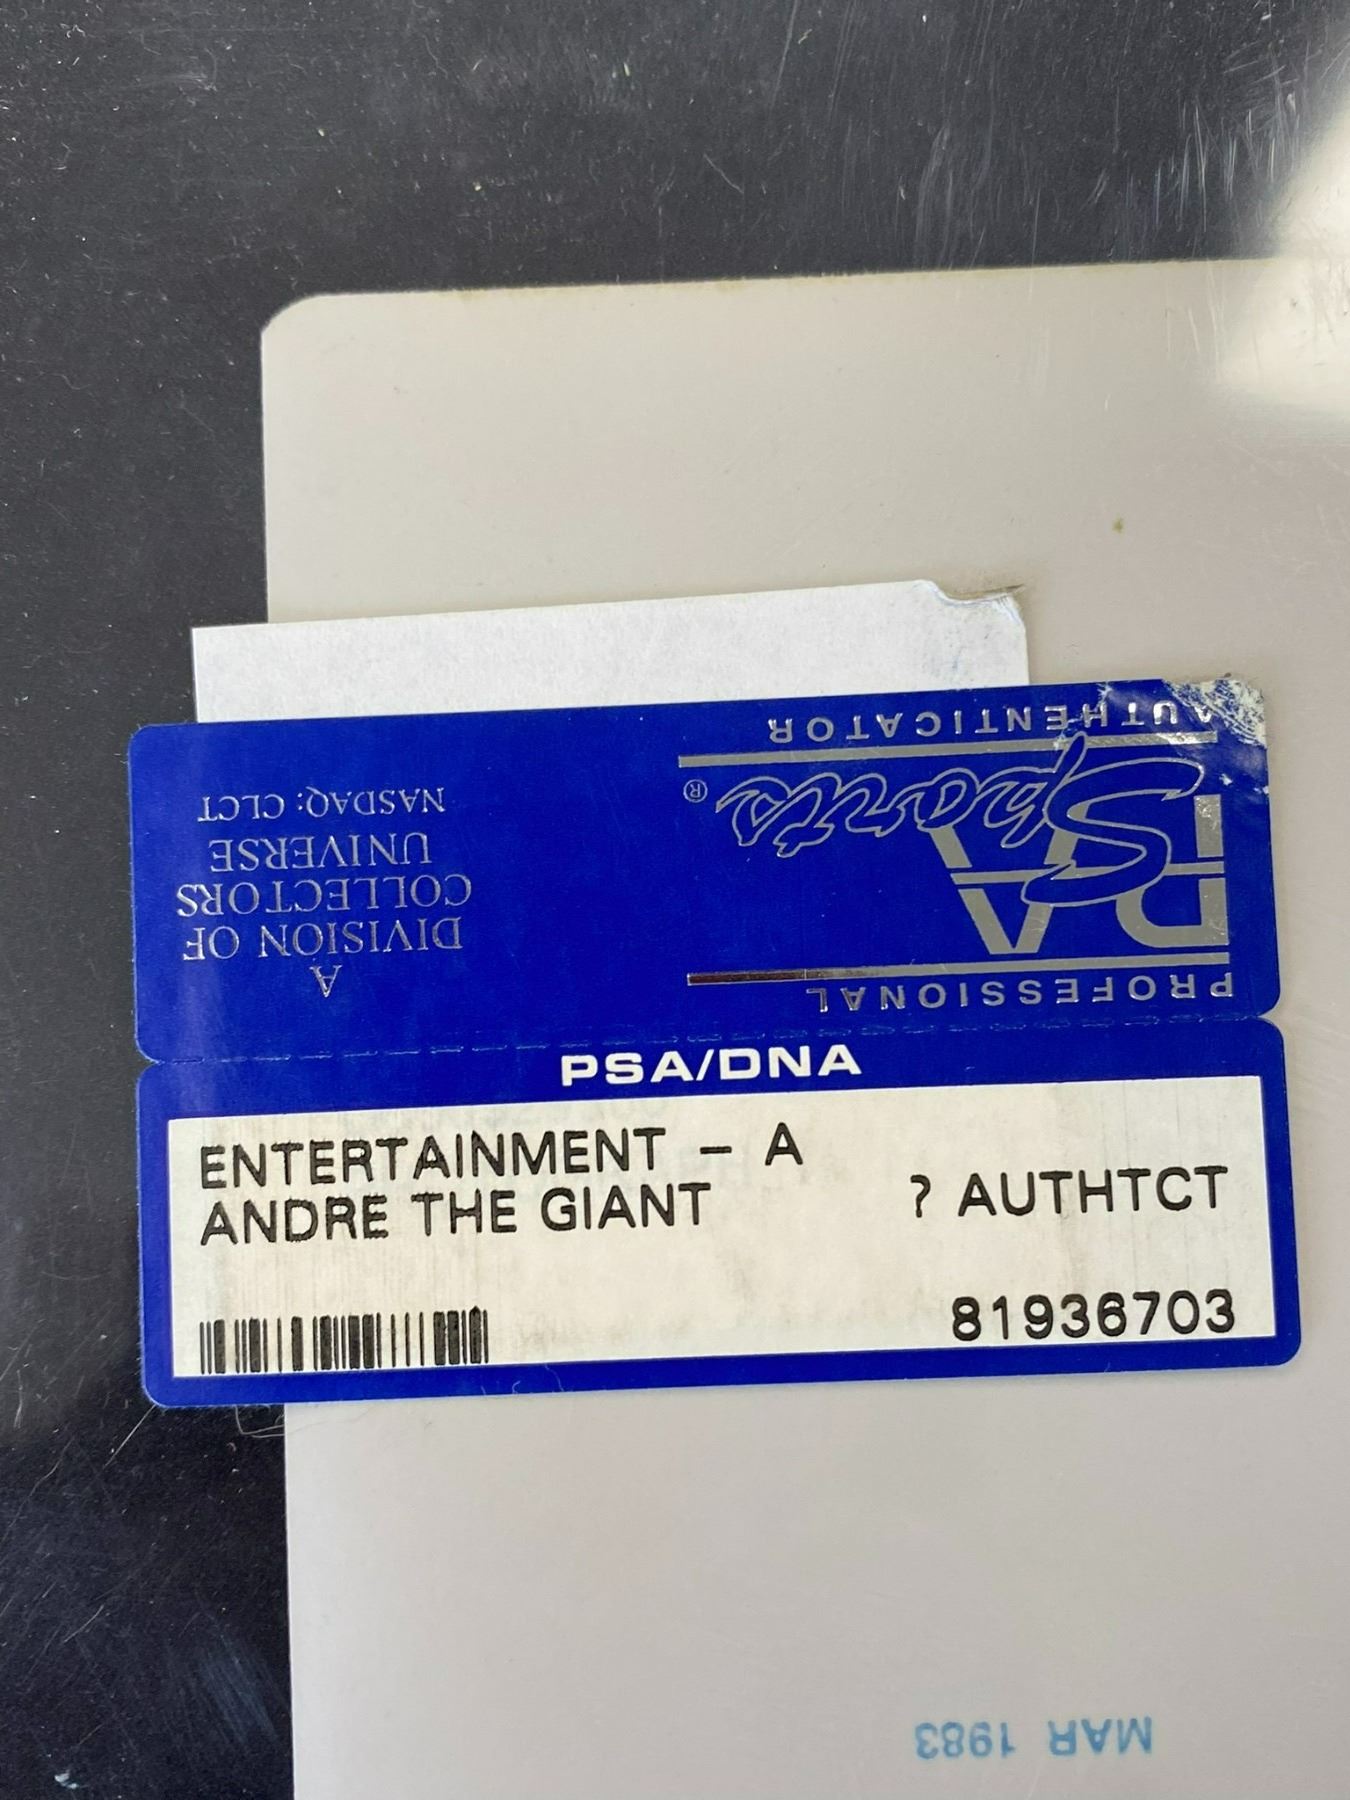 PROFESSIONAL
PA
Sports®
AUTHENTICATOR
A
DIVISION OF
COLLECTORS
UNIVERSE
NASDAQ: CLCT
PSA/DNA
ENTERTAINMENT - A
ANDRE THE GIANT
? AUTHTCT
81936703
MAR 1983